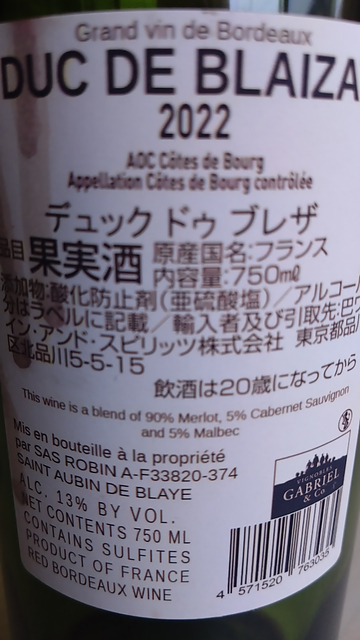 Grand vin de Bordeaux
DUC DE BLAIZA
2022
AOC Côtes de Bourg
Appellation Côtes de Bourg contrôlée
デュック ドゥ ブレザ
品目 果実酒 原産国名:フランス
内容量:750mℓ
添加物:酸化防止剤(亜硫酸塩)/アルコー
分はラベルに記載/輸入者及び引取先:巴ワ
イン・アンド・スピリッツ株式会社 東京都品
区北品川5-5-15
飲酒は20歳になってから
This wine is a blend of 90% Merlot, 5% Cabernet Sauvignon
and 5% Malbec
Mis en bouteille à la propriété
par SAS ROBIN A-F33820-374
SAINT AUBIN DE BLAYE
ALC. 13% BY VOL.
NET CONTENTS 750 ML
CONTAINS SULFITES
PRODUCT OF FRANCE
RED BORDEAUX WINE
VIGNOBLES
GABRIEL
& Co
4 571520 763035